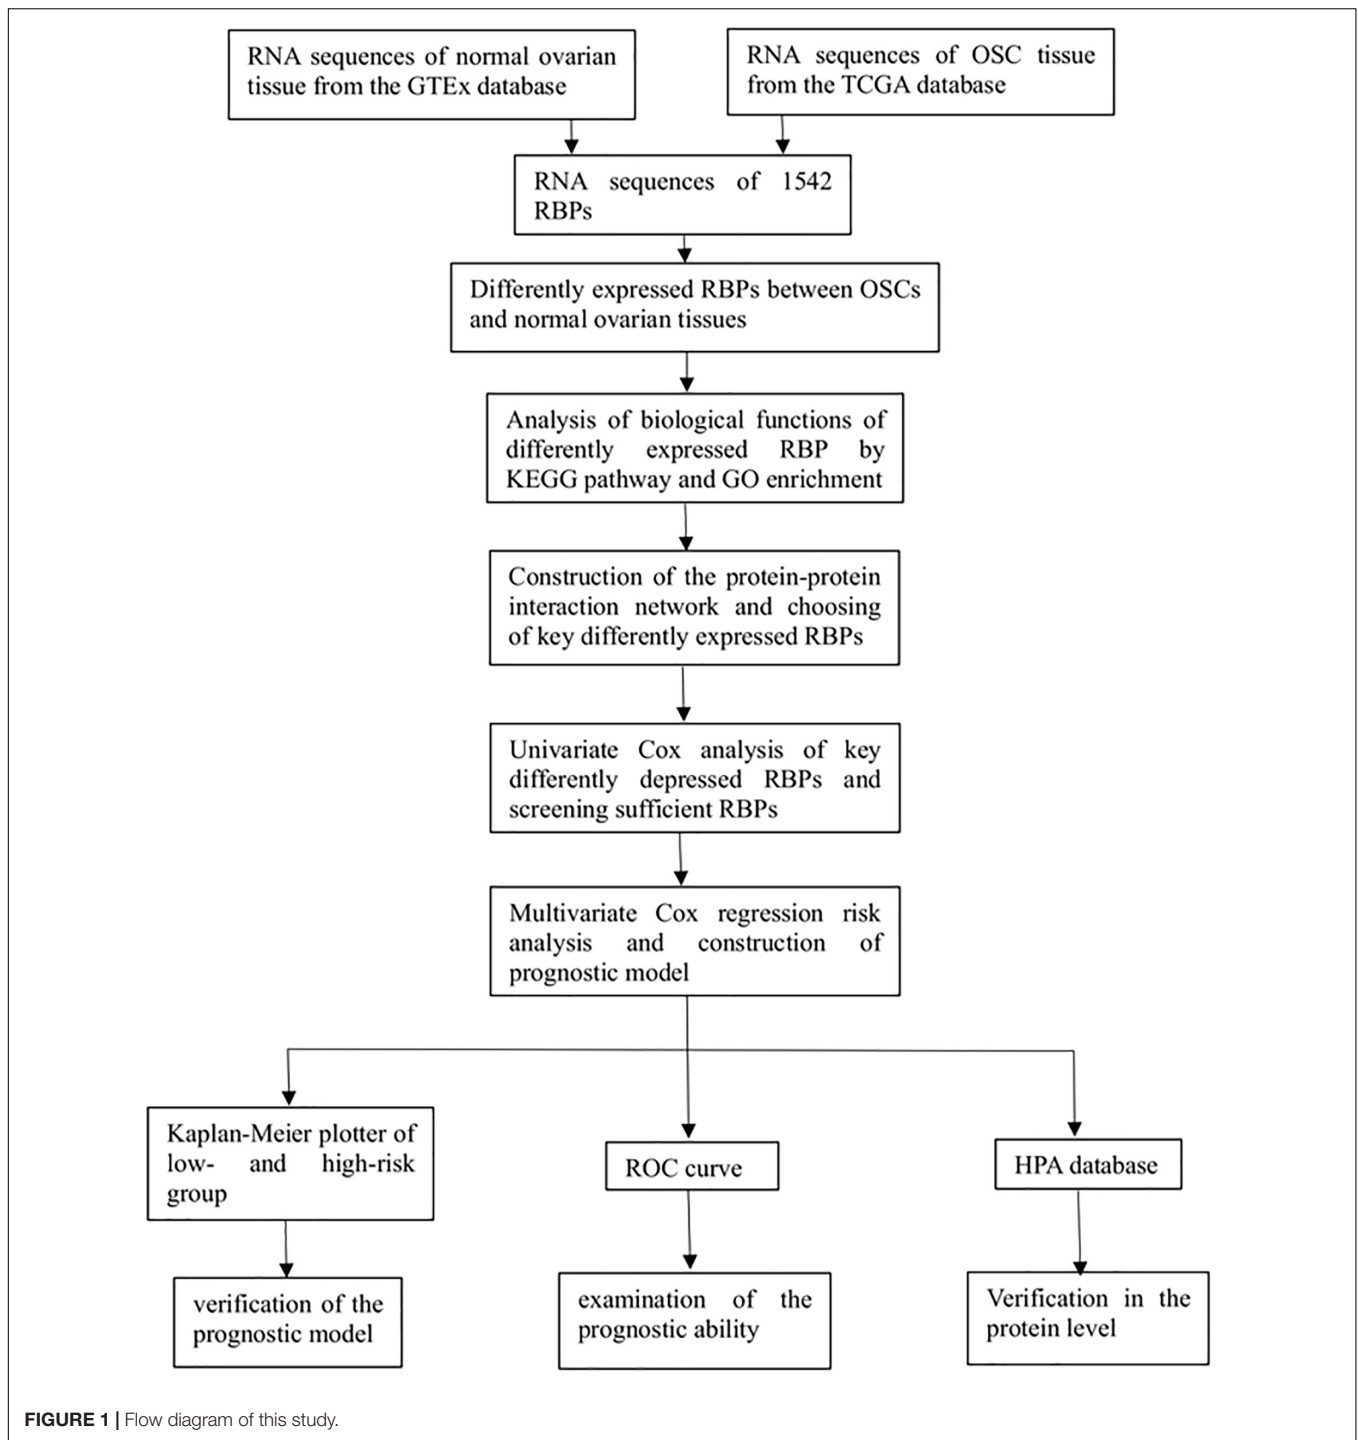 RNA sequences of normal ovarian
tissue from the GTEx database
RNA sequences of OSC tissue
from the TCGA database
RNA sequences of 1542
RBPs
Differently expressed RBPs between OSCs
and normal ovarian tissues
Analysis of biological functions of
differently expressed RBP by
KEGG pathway and GO enrichment
Construction of the protein-protein
interaction network and choosing
of key differently expressed RBPs
Univariate Cox analysis of key
differently depressed RBPs and
screening sufficient RBPs
Multivariate Cox regression risk
analysis and construction of
prognostic model
Kaplan-Meier plotter of
low- and high-risk
group
ROC curve
HPA database
verification of the
prognostic model
examination of the
prognostic ability
Verification in the
protein level
FIGURE 1 | Flow diagram of this study.